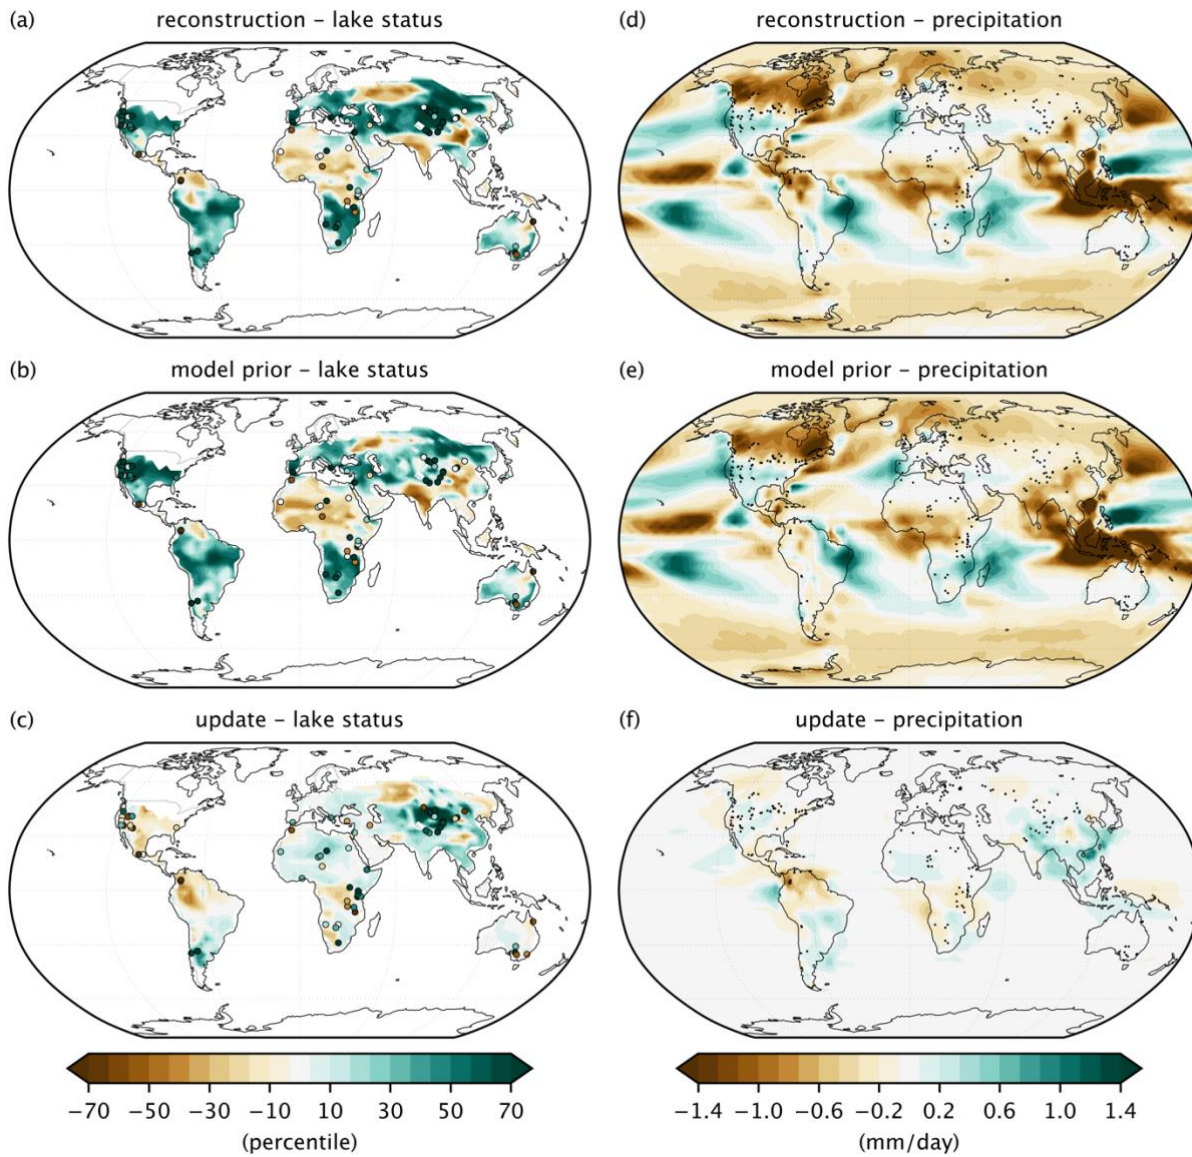 (a) reconstruction – lake status
(d) reconstruction – precipitation
(b) model prior – lake status
(e) model prior – precipitation
(c) update – lake status
(f) update – precipitation
−70 −50 −30 −10 10 30 50 70
(percentile)
−1.4 −1.0 −0.6 −0.2 0.2 0.6 1.0 1.4
(mm/day)